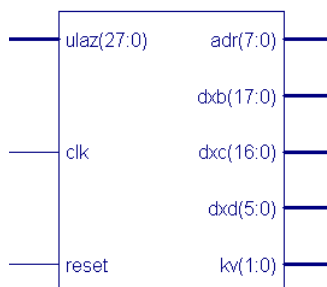 ulaz(27:0) adr(7:0)
dxb(17:0)
clk dxc(16:0)
dxd(5:0)
reset kv(1:0)